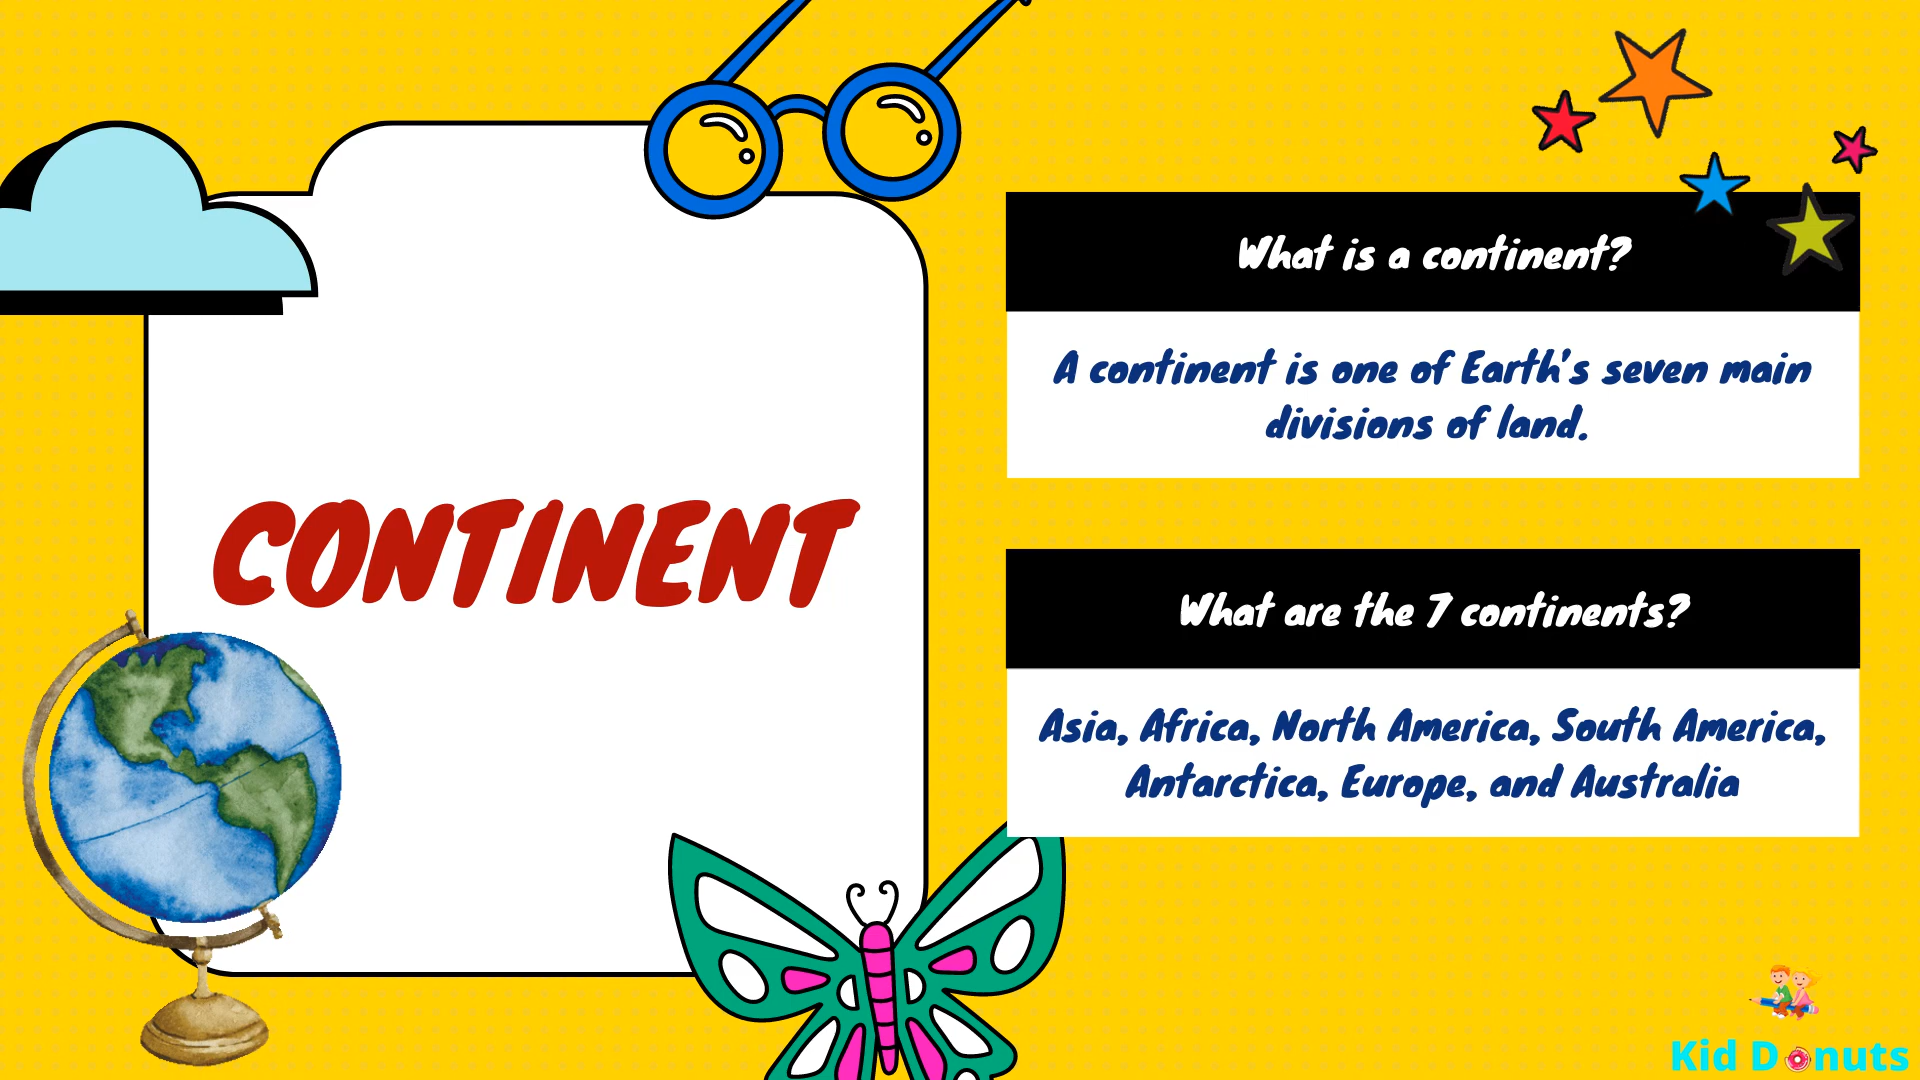 CONTINENT
What is a continent?
A continent is one of Earth's seven main
divisions of land.
What are the 7 continents?
Asia, Africa, North America, South America,
Antarctica, Europe, and Australia
Kid Donuts